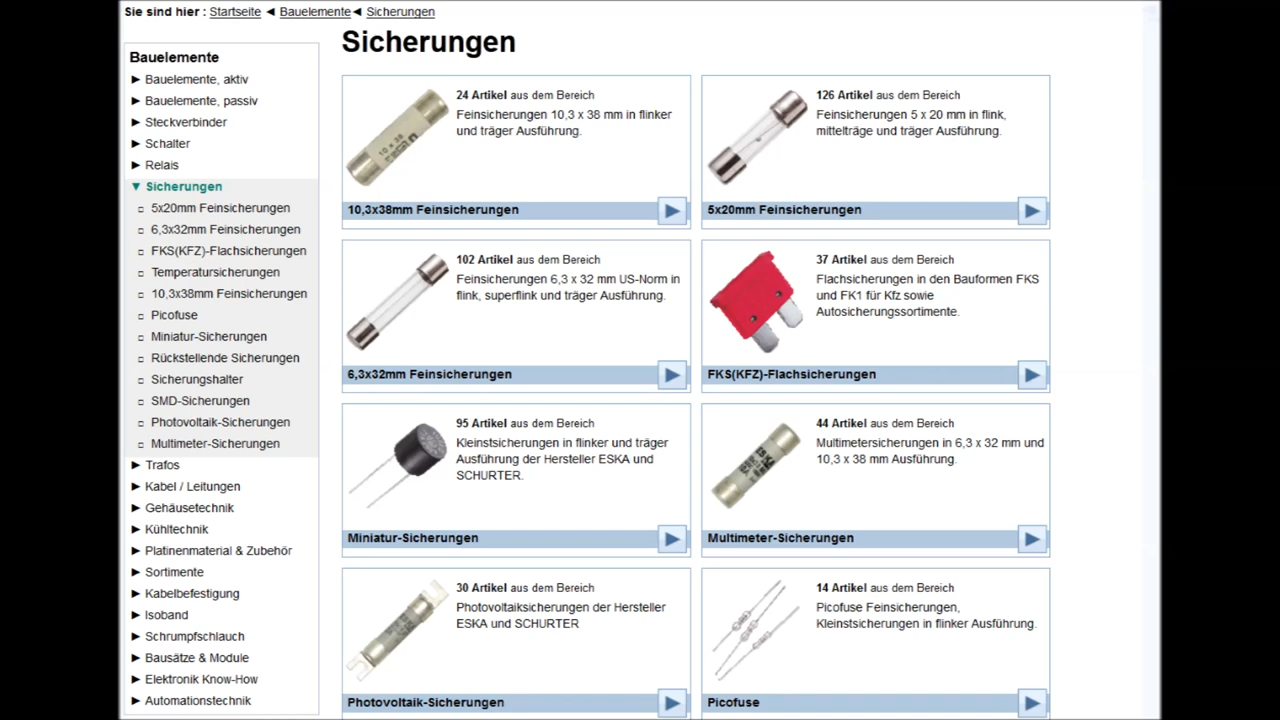 Sie sind hier : Startseite ◄ Bauelemente ◄ Sicherungen
Bauelemente
► Bauelemente, aktiv
► Bauelemente, passiv
► Steckverbinder
► Schalter
► Relais
▼ Sicherungen
5x20mm Feinsicherungen
6,3x32mm Feinsicherungen
FKS(KFZ)-Flachsicherungen
Temperatursicherungen
10,3x38mm Feinsicherungen
Picofuse
Miniatur-Sicherungen
Rückstellende Sicherungen
Sicherungshalter
SMD-Sicherungen
Photovoltaik-Sicherungen
Multimeter-Sicherungen
► Trafos
► Kabel / Leitungen
► Gehäusetechnik
► Kühltechnik
► Platinenmaterial & Zubehör
► Sortimente
► Kabelbefestigung
► Isoband
► Schrumpfschlauch
► Bausätze & Module
► Elektronik Know-How
► Automationstechnik
Sicherungen
10 x 38
24 Artikel aus dem Bereich
Feinsicherungen 10,3 x 38 mm in flinker
und träger Ausführung.
10,3x38mm Feinsicherungen
126 Artikel aus dem Bereich
Feinsicherungen 5 x 20 mm in flink,
mittelträge und träger Ausführung.
5x20mm Feinsicherungen
102 Artikel aus dem Bereich
Feinsicherungen 6,3 x 32 mm US-Norm in
flink, superflink und träger Ausführung.
6,3x32mm Feinsicherungen
37 Artikel aus dem Bereich
Flachsicherungen in den Bauformen FKS
und FK1 für Kfz sowie
Autosicherungssortimente.
FKS(KFZ)-Flachsicherungen
95 Artikel aus dem Bereich
Kleinstsicherungen in flinker und träger
Ausführung der Hersteller ESKA und
SCHURTER.
Miniatur-Sicherungen
ESKA
44 Artikel aus dem Bereich
Multimetersicherungen in 6,3 x 32 mm und
10,3 x 38 mm Ausführung.
Multimeter-Sicherungen
30 Artikel aus dem Bereich
Photovoltaiksicherungen der Hersteller
ESKA und SCHURTER
Photovoltaik-Sicherungen
14 Artikel aus dem Bereich
Picofuse Feinsicherungen,
Kleinstsicherungen in flinker Ausführung.
Picofuse